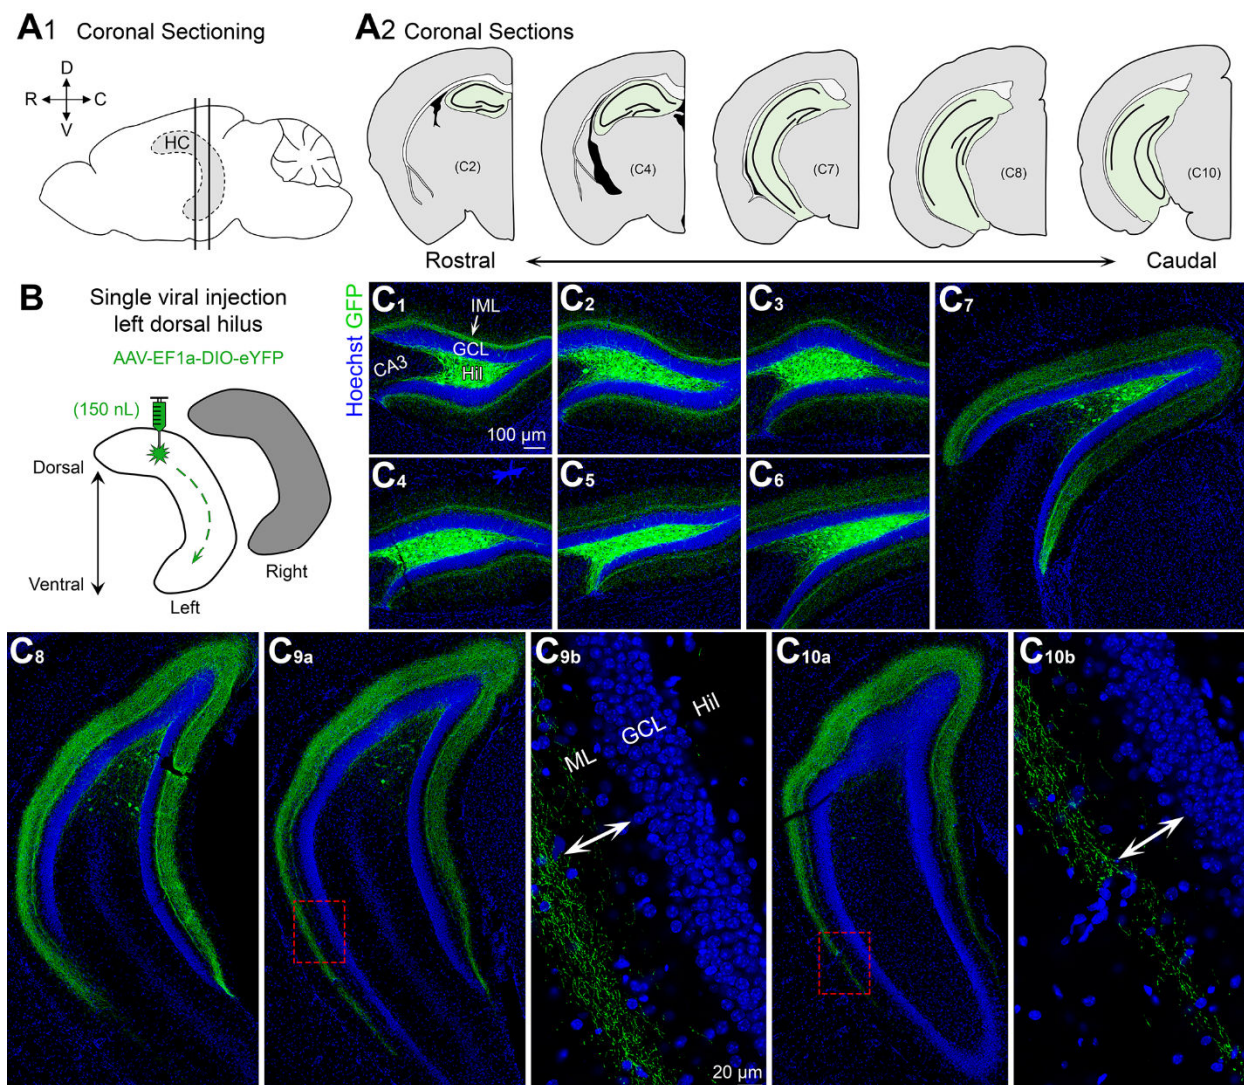 A1 Coronal Sectioning
D
R C
V
HC
A2 Coronal Sections
(C2)
(C4)
(C7)
(C8)
(C10)
Rostral
Caudal
B
Single viral injection
left dorsal hilus
AAV-EF1a-DIO-eYFP
(150 nL)
Dorsal
Ventral
Left
Right
Hoechst GFP
C1
IML
GCL
CA3
Hil
100 µm
C2
C3
C4
C5
C6
C7
C8
C9a
C9b
Hil
GCL
ML
20 µm
C10a
C10b